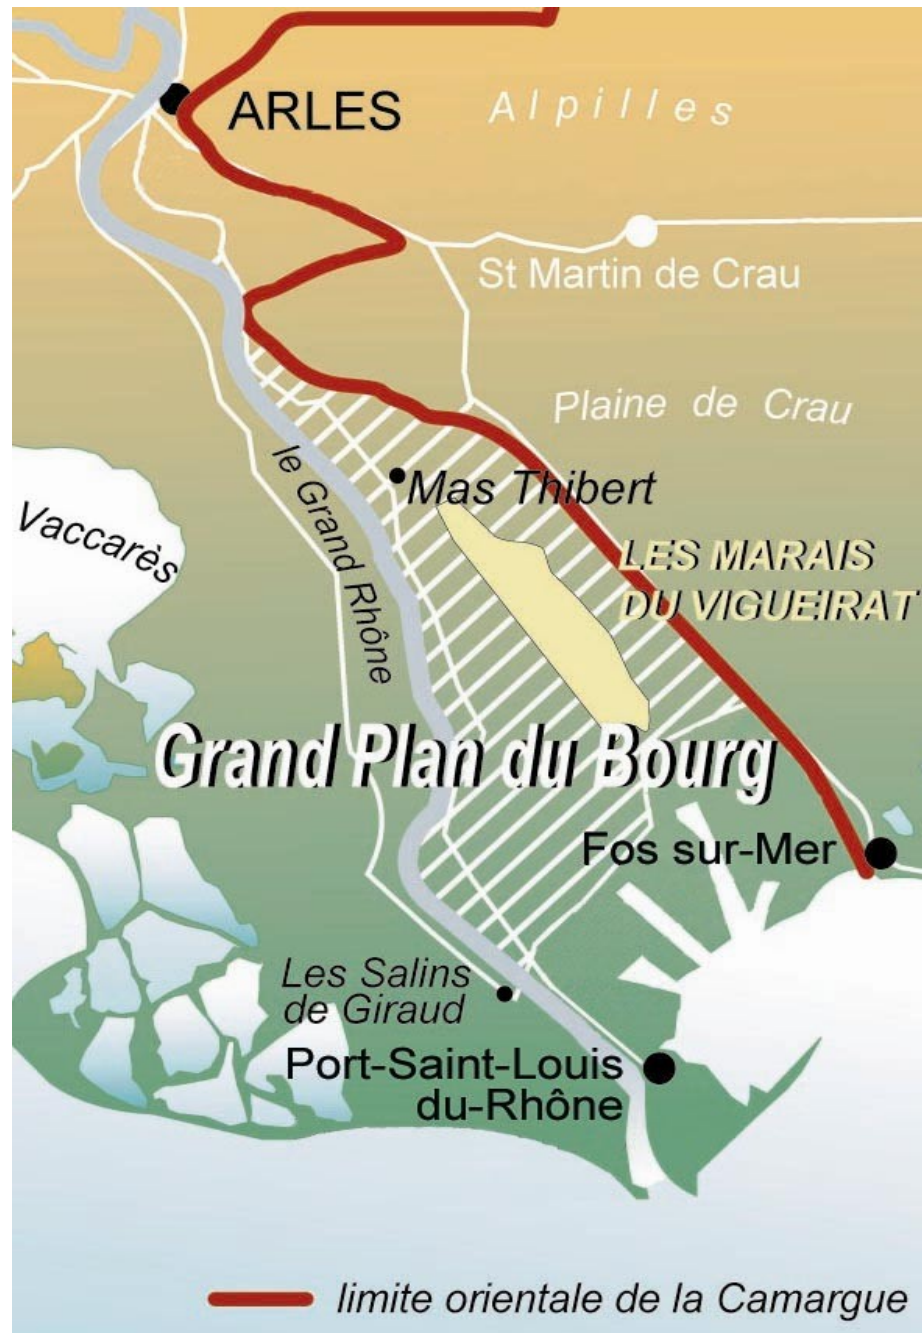 ARLES
Alpilles
St Martin de Crau
Plaine de Crau
le Grand Rhône
Mas Thibert
Vaccarès
LES MARAIS
DU VIGUEIRAT
Grand Plan du Bourg
Fos sur-Mer
Les Salins
de Giraud
Port-Saint-Louis
du-Rhône
limite orientale de la Camargue